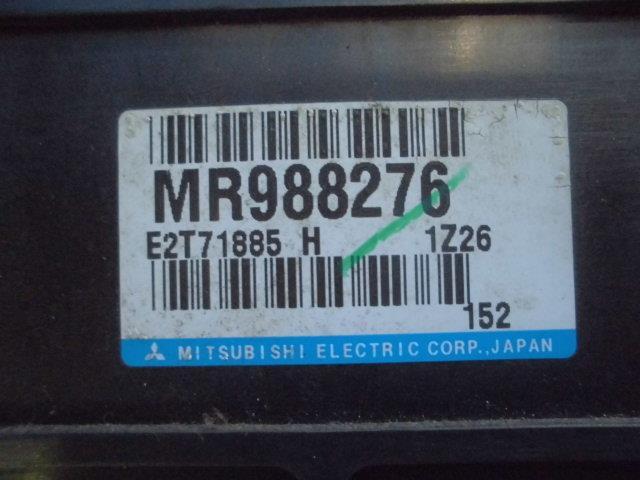 MR988276
E2T71885 H 1Z26
152
MITSUBISHI ELECTRIC CORP., JAPAN